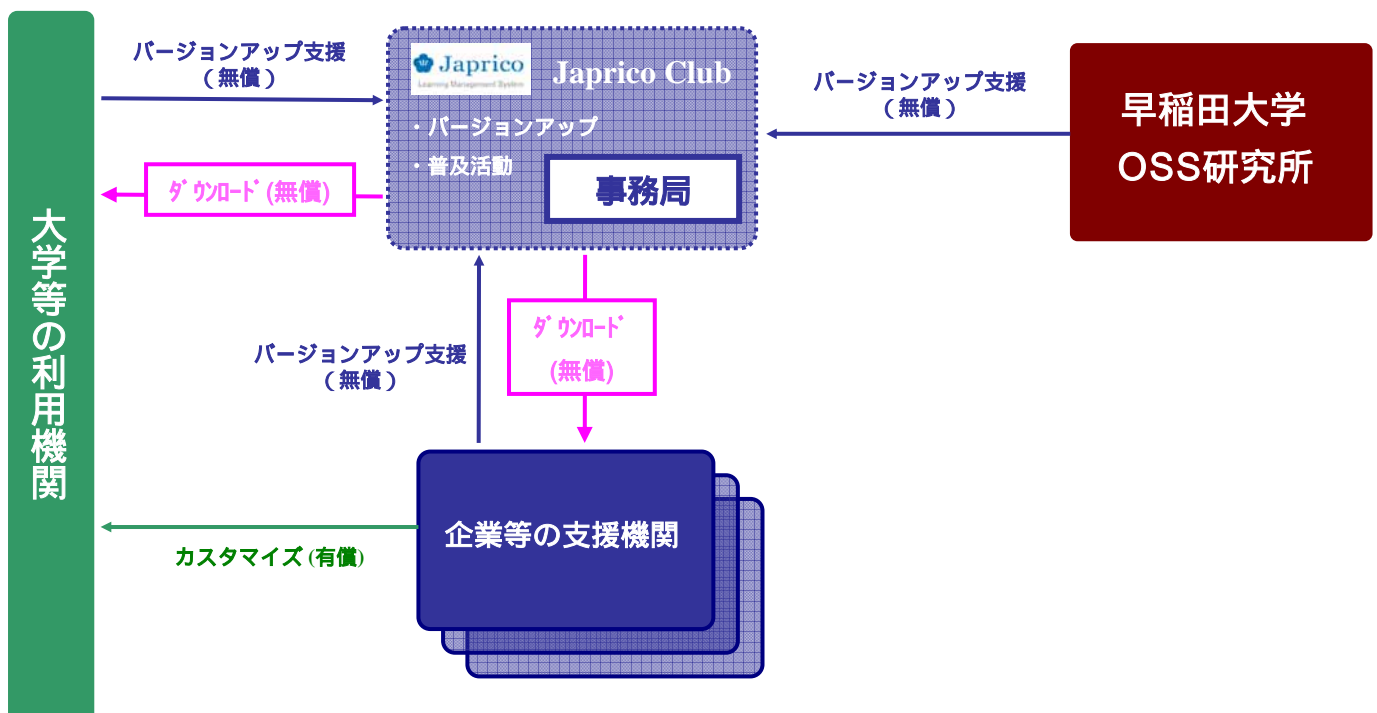 バージョンアップ支援
（無償）
Japrico
Learning Management System
Japrico Club
・バージョンアップ
・普及活動
事務局
バージョンアップ支援
（無償）
早稲田大学
OSS研究所
ﾀﾞｳﾝﾛｰﾄﾞ(無償)
大学等の利用機関
ﾀﾞｳﾝﾛｰﾄﾞ
(無償)
バージョンアップ支援
（無償）
企業等の支援機関
カスタマイズ(有償)